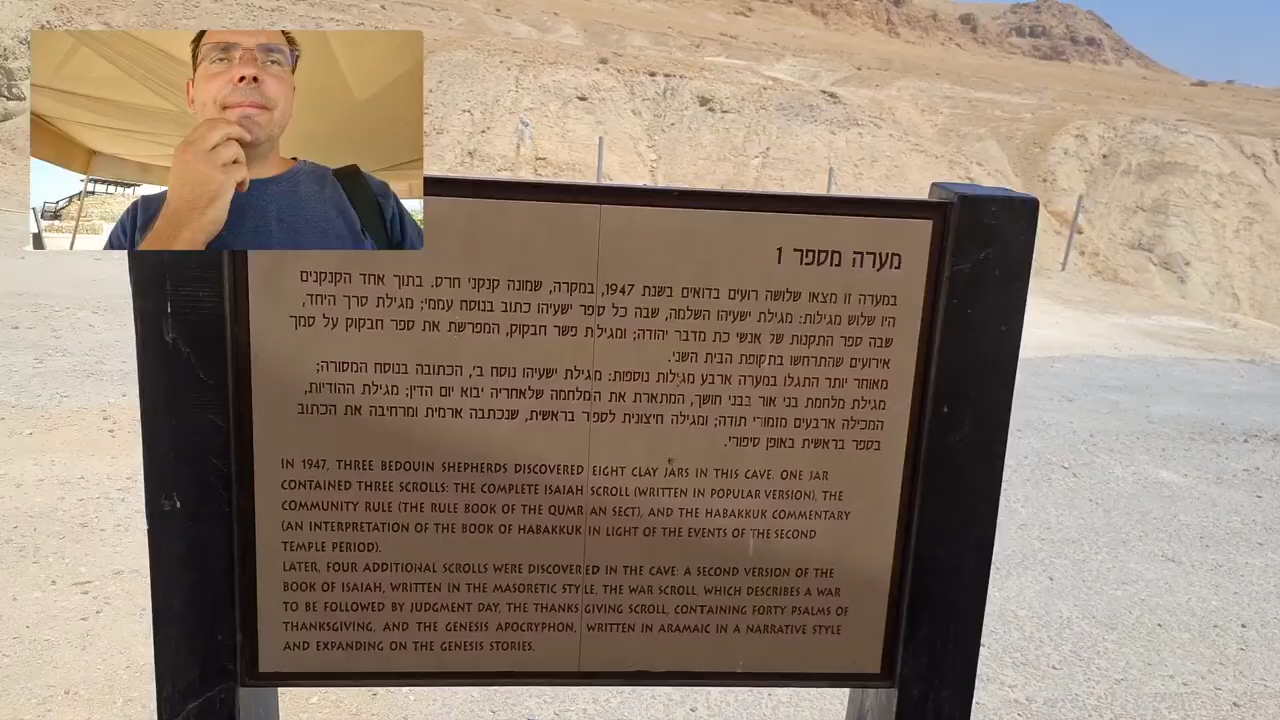 מערה מספר 1
במערה זו מצאו שלושה רועים בדואים בשנת 1947, במקרה, שמונה קנקני חרס. בתוך אחד הקנקנים
היו שלוש מגילות: מגילת ישעיהו השלמה, שבה כל ספר ישעיהו כתוב בנוסח עממי; מגילת סרך היחד,
שבה ספר התקנות של אנשי כת מדבר יהודה; ומגילת פשר חבקוק, המפרשת את ספר חבקוק על סמך
אירועים שהתרחשו בתקופת הבית השני.
מאוחר יותר התגלו במערה ארבע מגילות נוספות: מגילת ישעיהו נוסח ב', הכתובה בנוסח המסורה;
מגילת מלחמת בני אור בבני חושך, המתארת את המלחמה שלאחריה יבוא יום הדין; מגילת ההודיות,
המכילה ארבעים מזמורי תודה; ומגילה חיצונית לספר בראשית, שנכתבה ארמית ומרחיבה את הכתוב
בספר בראשית באופן סיפורי.
IN 1947, THREE BEDOUIN SHEPHERDS DISCOVERED EIGHT CLAY JARS IN THIS CAVE. ONE JAR
CONTAINED THREE SCROLLS: THE COMPLETE ISAIAH SCROLL (WRITTEN IN POPULAR VERSION), THE
COMMUNITY RULE (THE RULE BOOK OF THE QUMRAN SECT), AND THE HABAKKUK COMMENTARY
(AN INTERPRETATION OF THE BOOK OF HABAKKUK IN LIGHT OF THE EVENTS OF THE SECOND
TEMPLE PERIOD).
LATER, FOUR ADDITIONAL SCROLLS WERE DISCOVERED IN THE CAVE: A SECOND VERSION OF THE
BOOK OF ISAIAH, WRITTEN IN THE MASORETIC STYLE, THE WAR SCROLL, WHICH DESCRIBES A WAR
TO BE FOLLOWED BY JUDGMENT DAY, THE THANKSGIVING SCROLL, CONTAINING FORTY PSALMS OF
THANKSGIVING, AND THE GENESIS APOCRYPHON, WRITTEN IN ARAMAIC IN A NARRATIVE STYLE
AND EXPANDING ON THE GENESIS STORIES.